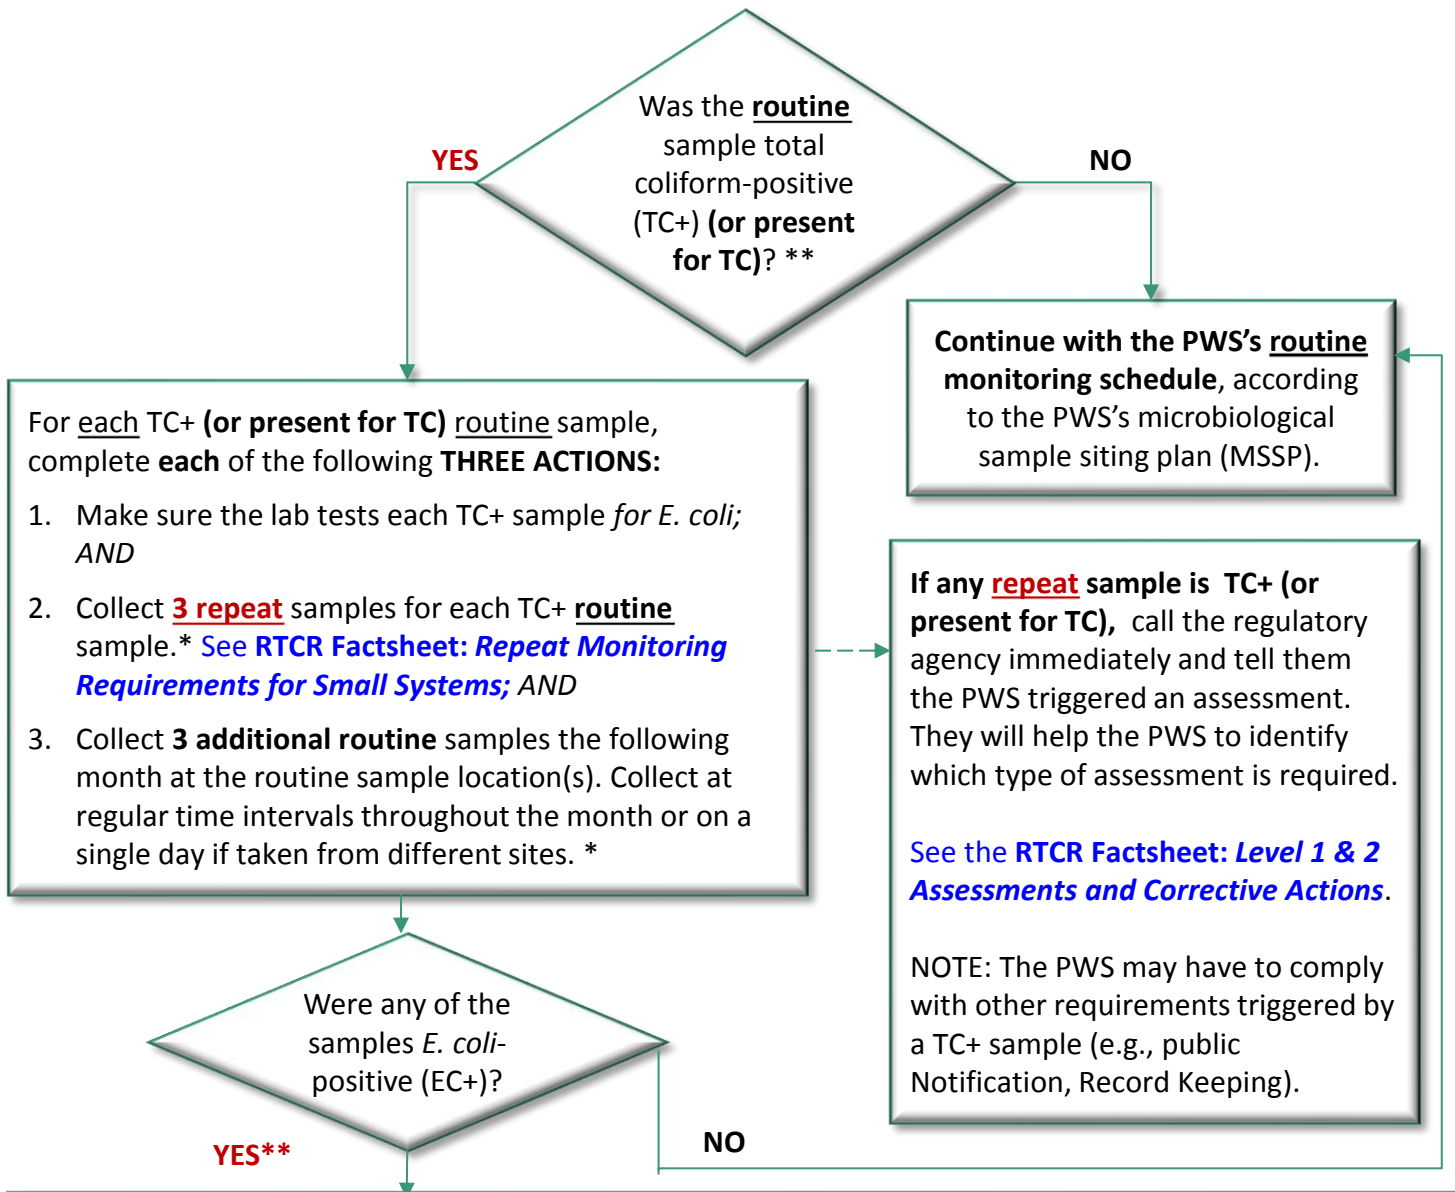 Was the routine
sample total
coliform-positive
(TC+) (or present
for TC)? **
YES
NO
Continue with the PWS's routine
monitoring schedule, according
to the PWS's microbiological
sample siting plan (MSSP).
For each TC+ (or present for TC) routine sample,
complete each of the following THREE ACTIONS:
1. Make sure the lab tests each TC+ sample for E. coli;
AND
2. Collect 3 repeat samples for each TC+ routine
sample.* See RTCR Factsheet: Repeat Monitoring
Requirements for Small Systems; AND
3. Collect 3 additional routine samples the following
month at the routine sample location(s). Collect at
regular time intervals throughout the month or on a
single day if taken from different sites. *
If any repeat sample is TC+ (or
present for TC), call the regulatory
agency immediately and tell them
the PWS triggered an assessment.
They will help the PWS to identify
which type of assessment is required.
See the RTCR Factsheet: Level 1 & 2
Assessments and Corrective Actions.
NOTE: The PWS may have to comply
with other requirements triggered by
a TC+ sample (e.g., public
Notification, Record Keeping).
Were any of the
samples E. coli-
positive (EC+)?
YES**
NO